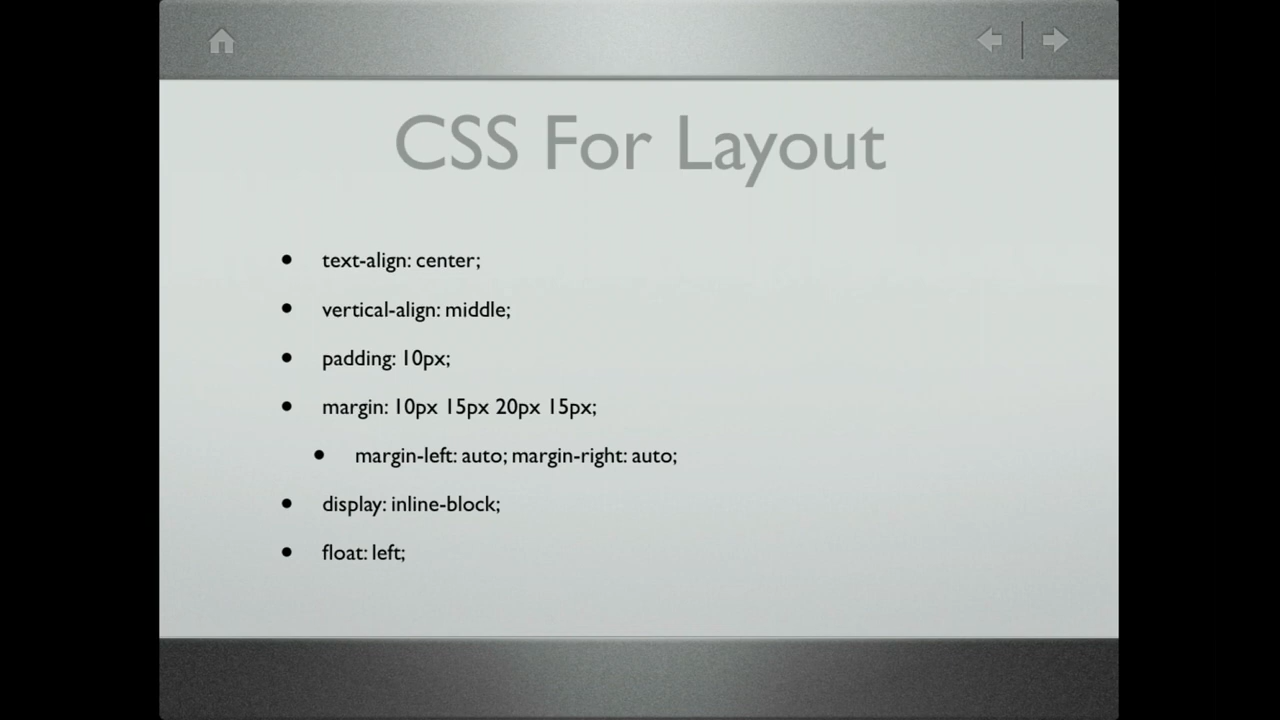 CSS For Layout
• text-align: center;
• vertical-align: middle;
• padding: 10px;
• margin: 10px 15px 20px 15px;
• margin-left: auto; margin-right: auto;
• display: inline-block;
• float: left;